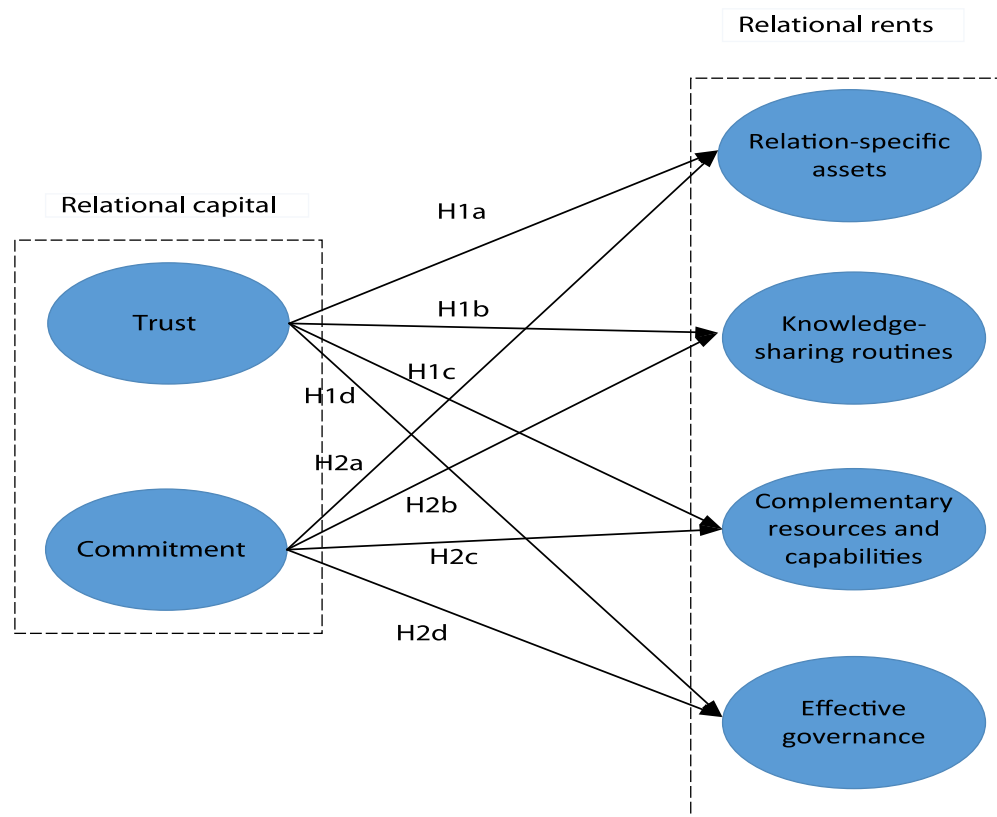 Relational rents
Relation-specific
assets
Relational capital
H1a
Trust
H1b
Knowledge-
sharing routines
H1c
H1d
H2a
H2b
Commitment
H2c
Complementary
resources and
capabilities
H2d
Effective
governance